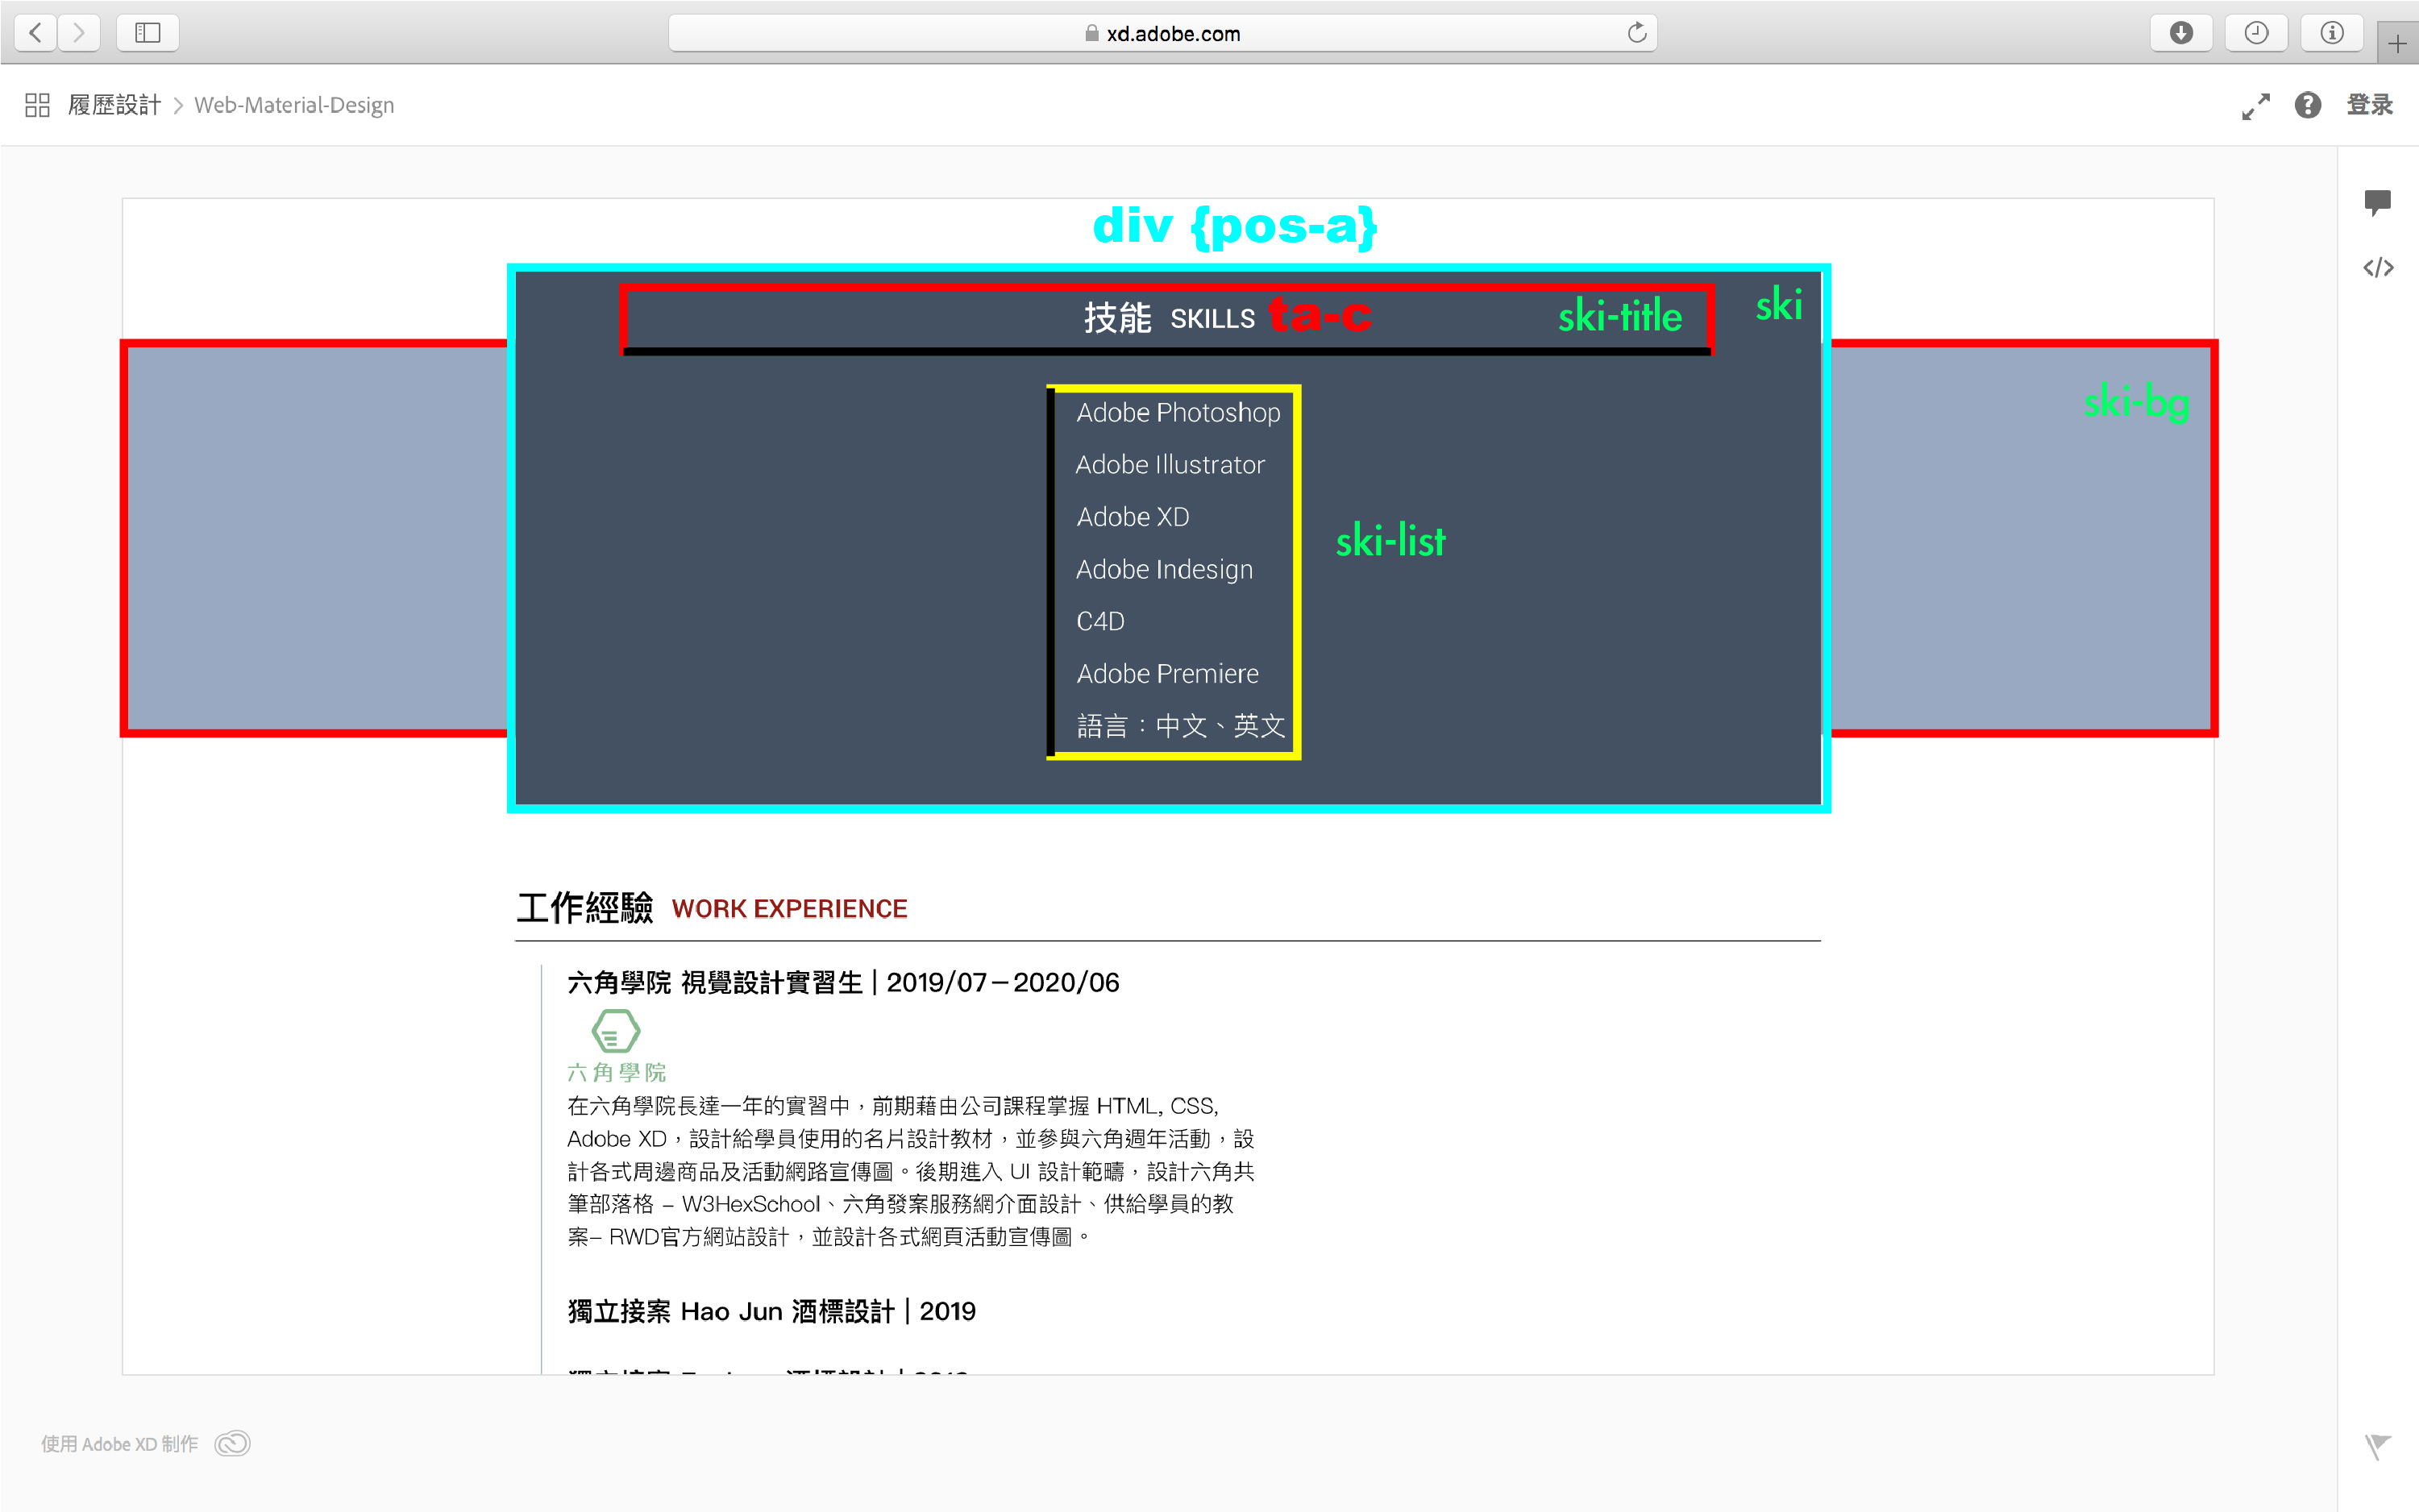 xd.adobe.com
履歷設計 > Web-Material-Design
登录
div {pos-a}
技能 SKILLS ta-c ski-title ski
ski-bg
Adobe Photoshop
Adobe Illustrator
Adobe XD
ski-list
Adobe Indesign
C4D
Adobe Premiere
語言：中文、英文
工作經驗 WORK EXPERIENCE
六角學院 視覺設計實習生 | 2019/07－2020/06
六角學院
在六角學院長達一年的實習中，前期藉由公司課程掌握 HTML, CSS,
Adobe XD，設計給學員使用的名片設計教材，並參與六角週年活動，設
計各式周邊商品及活動網路宣傳圖。後期進入 UI 設計範疇，設計六角共
筆部落格 – W3HexSchool、六角發案服務網介面設計、供給學員的教
案– RWD官方網站設計，並設計各式網頁活動宣傳圖。
獨立接案 Hao Jun 酒標設計 | 2019
使用 Adobe XD 制作